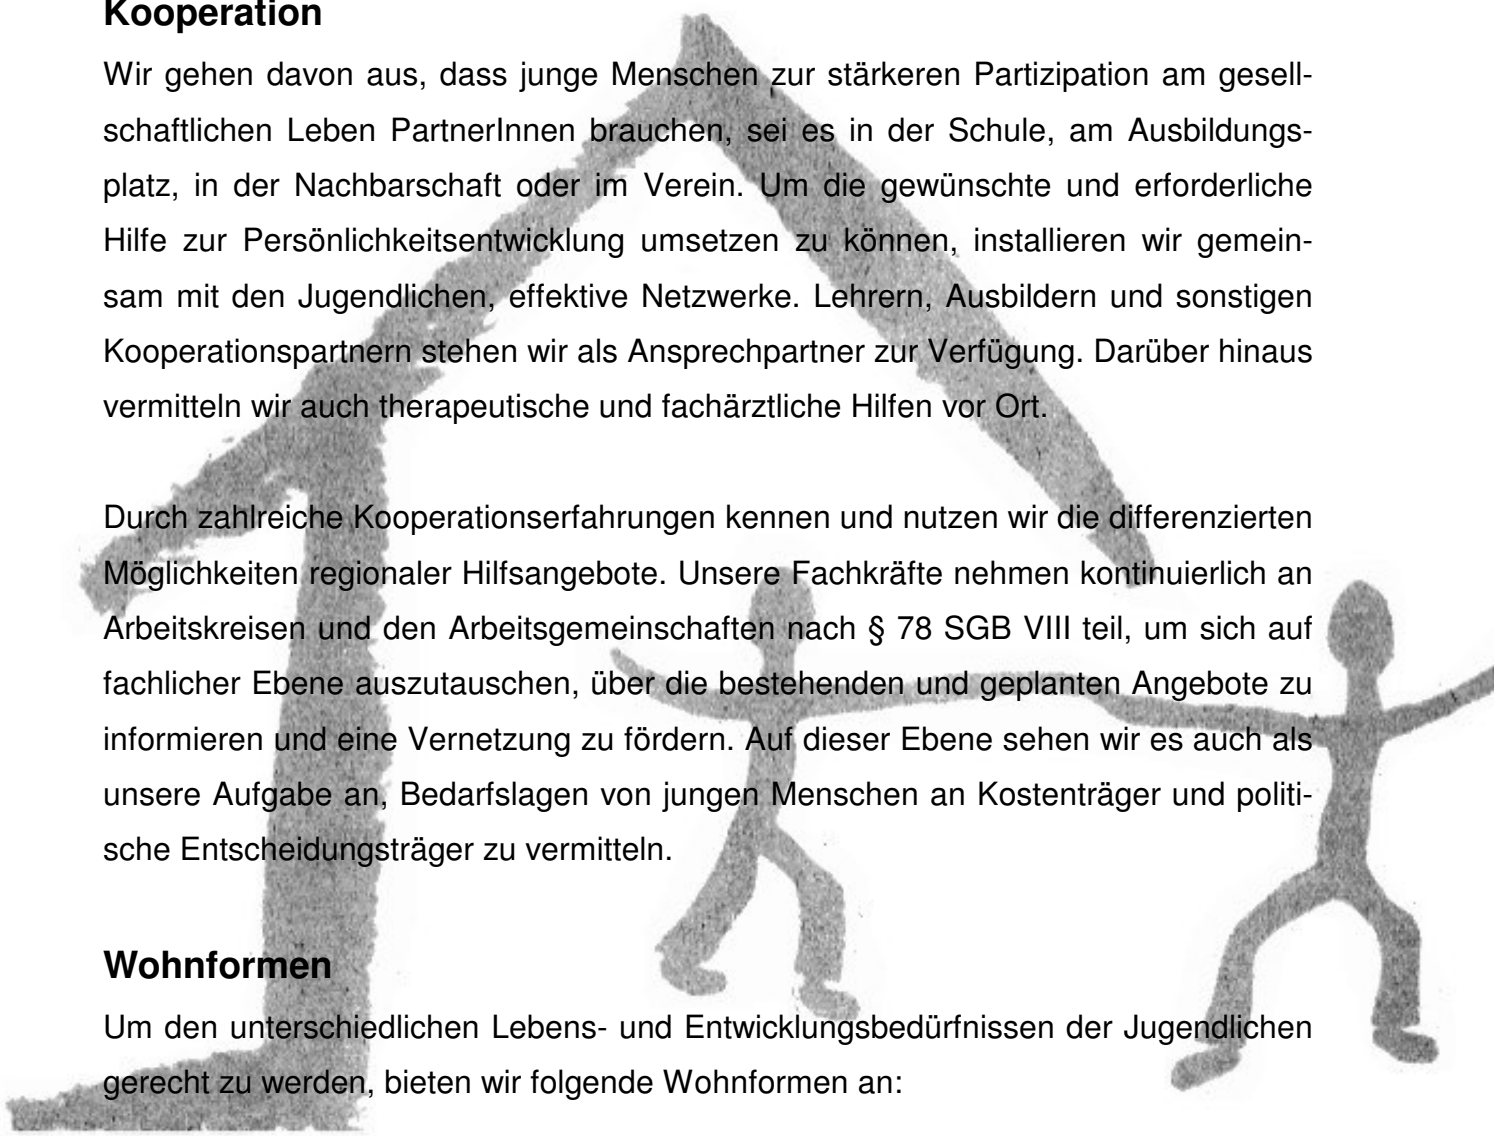 Kooperation
Wir gehen davon aus, dass junge Menschen zur stärkeren Partizipation am gesell-
schaftlichen Leben PartnerInnen brauchen, sei es in der Schule, am Ausbildungs-
platz, in der Nachbarschaft oder im Verein. Um die gewünschte und erforderliche
Hilfe zur Persönlichkeitsentwicklung umsetzen zu können, installieren wir gemein-
sam mit den Jugendlichen, effektive Netzwerke. Lehrern, Ausbildern und sonstigen
Kooperationspartnern stehen wir als Ansprechpartner zur Verfügung. Darüber hinaus
vermitteln wir auch therapeutische und fachärztliche Hilfen vor Ort.
Durch zahlreiche Kooperationserfahrungen kennen und nutzen wir die differenzierten
Möglichkeiten regionaler Hilfsangebote. Unsere Fachkräfte nehmen kontinuierlich an
Arbeitskreisen und den Arbeitsgemeinschaften nach § 78 SGB VIII teil, um sich auf
fachlicher Ebene auszutauschen, über die bestehenden und geplanten Angebote zu
informieren und eine Vernetzung zu fördern. Auf dieser Ebene sehen wir es auch als
unsere Aufgabe an, Bedarfslagen von jungen Menschen an Kostenträger und politi-
sche Entscheidungsträger zu vermitteln.
Wohnformen
Um den unterschiedlichen Lebens- und Entwicklungsbedürfnissen der Jugendlichen
gerecht zu werden, bieten wir folgende Wohnformen an: